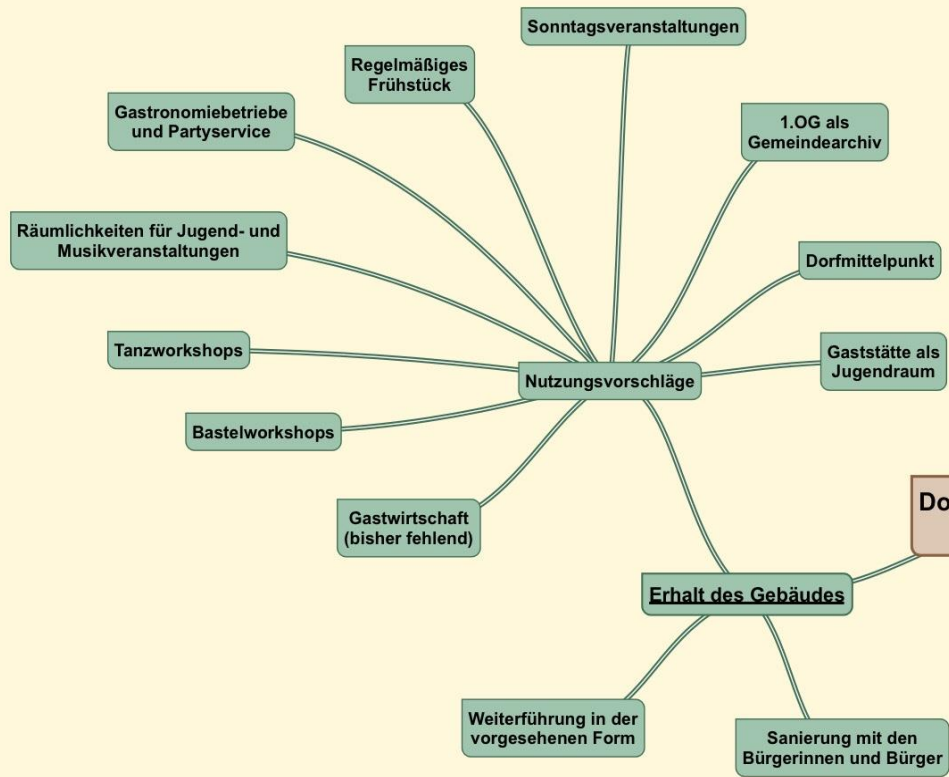 Sonntagsveranstaltungen
Regelmäßiges
Frühstück
Gastronomiebetriebe
und Partyservice
1.OG als
Gemeindearchiv
Räumlichkeiten für Jugend- und
Musikveranstaltungen
Dorfmittelpunkt
Tanzworkshops
Gaststätte als
Jugendraum
Nutzungsvorschläge
Bastelworkshops
Gastwirtschaft
(bisher fehlend)
Do
Erhalt des Gebäudes
Weiterführung in der
vorgesehenen Form
Sanierung mit den
Bürgerinnen und Bürger